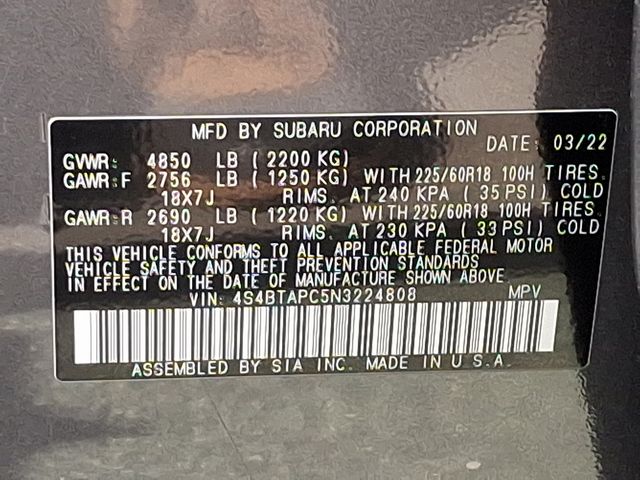 MFD BY SUBARU CORPORATION DATE: 03/22
GVWR: 4850 LB ( 2200 KG)
GAWR:F 2756 LB ( 1250 KG) WITH 225/60R18 100H TIRES.
18X7J RIMS. AT 240 KPA ( 35 PSI) COLD
GAWR:R 2690 LB ( 1220 KG) WITH 225/60R18 100H TIRES.
18X7J RIMS. AT 230 KPA ( 33 PSI) COLD
THIS VEHICLE CONFORMS TO ALL APPLICABLE FEDERAL MOTOR
VEHICLE SAFETY AND THEFT PREVENTION STANDARDS
IN EFFECT ON THE DATE OF MANUFACTURE SHOWN ABOVE.
VIN: 4S4BTAPC5N3224808 MPV
ASSEMBLED BY SIA INC. MADE IN U.S.A.